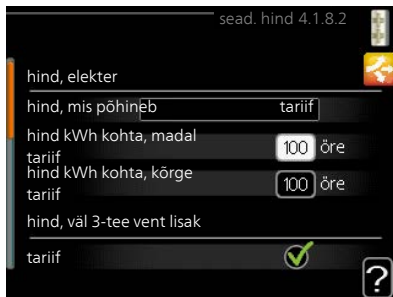 sead. hind 4.1.8.2
hind, elekter
hind, mis põhineb tariif
hind kWh kohta, madal
tariif 100 öre
hind kWh kohta, kõrge
tariif 100 öre
hind, väl 3-tee vent lisak
tariif
?